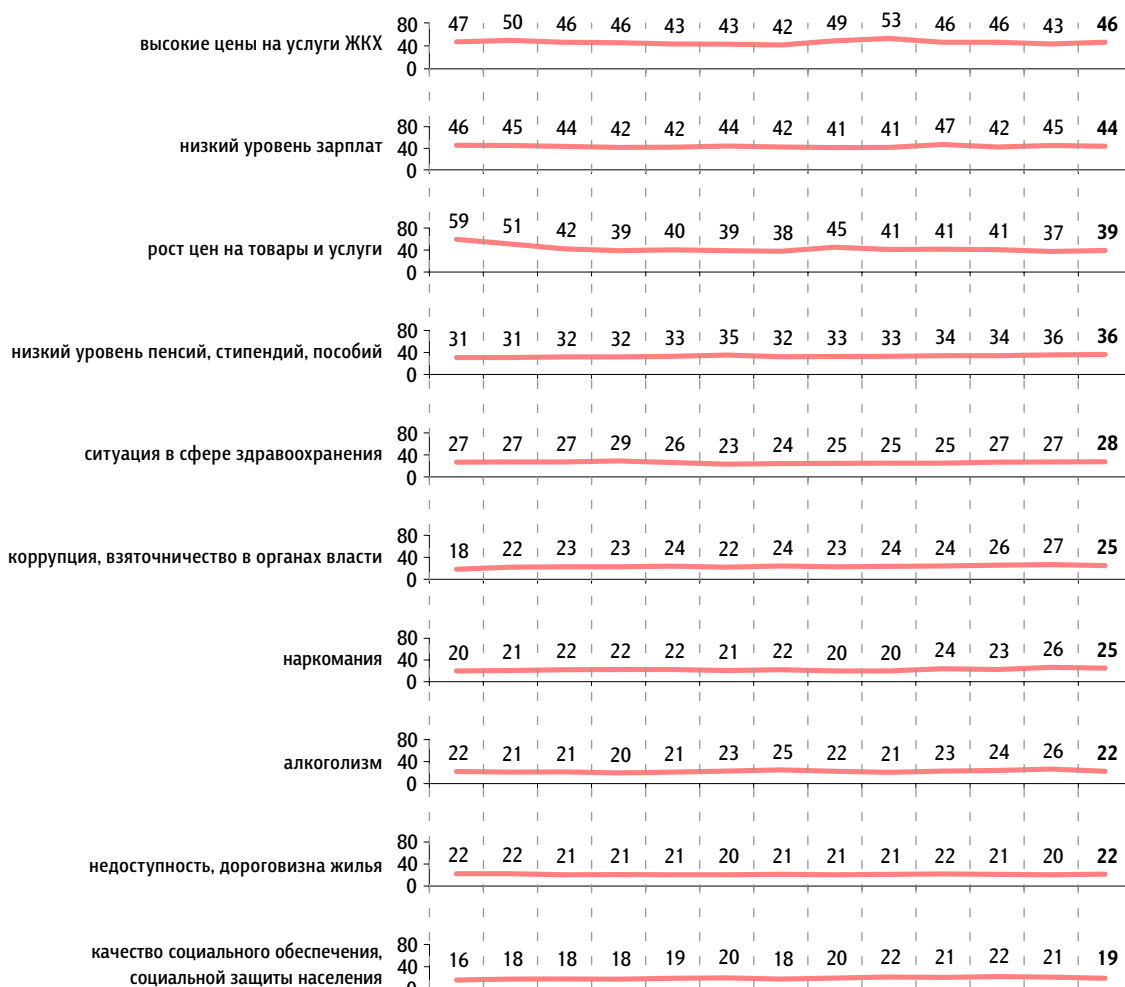 80 47 50 46 46 43 43 42 49 53 46 46 43 46
высокие цены на услуги ЖКХ 40
0
80 46 45 44 42 42 44 42 41 41 47 42 45 44
низкий уровень зарплат 40
0
80 59 51 42 39 40 39 38 45 41 41 41 37 39
рост цен на товары и услуги 40
0
80 31 31 32 32 33 35 32 33 33 34 34 36 36
низкий уровень пенсий, стипендий, пособий 40
0
80 27 27 27 29 26 23 24 25 25 25 27 27 28
ситуация в сфере здравоохранения 40
0
80 18 22 23 23 24 22 24 23 24 24 26 27 25
коррупция, взяточничество в органах власти 40
0
80 20 21 22 22 22 21 22 20 20 24 23 26 25
наркомания 40
0
80 22 21 21 20 21 23 25 22 21 23 24 26 22
алкоголизм 40
0
80 22 22 21 21 21 20 21 21 21 22 21 20 22
недоступность, дороговизна жилья 40
0
качество социального обеспечения, 80 16 18 18 18 19 20 18 20 22 21 22 21 19
социальной защиты населения 40
0